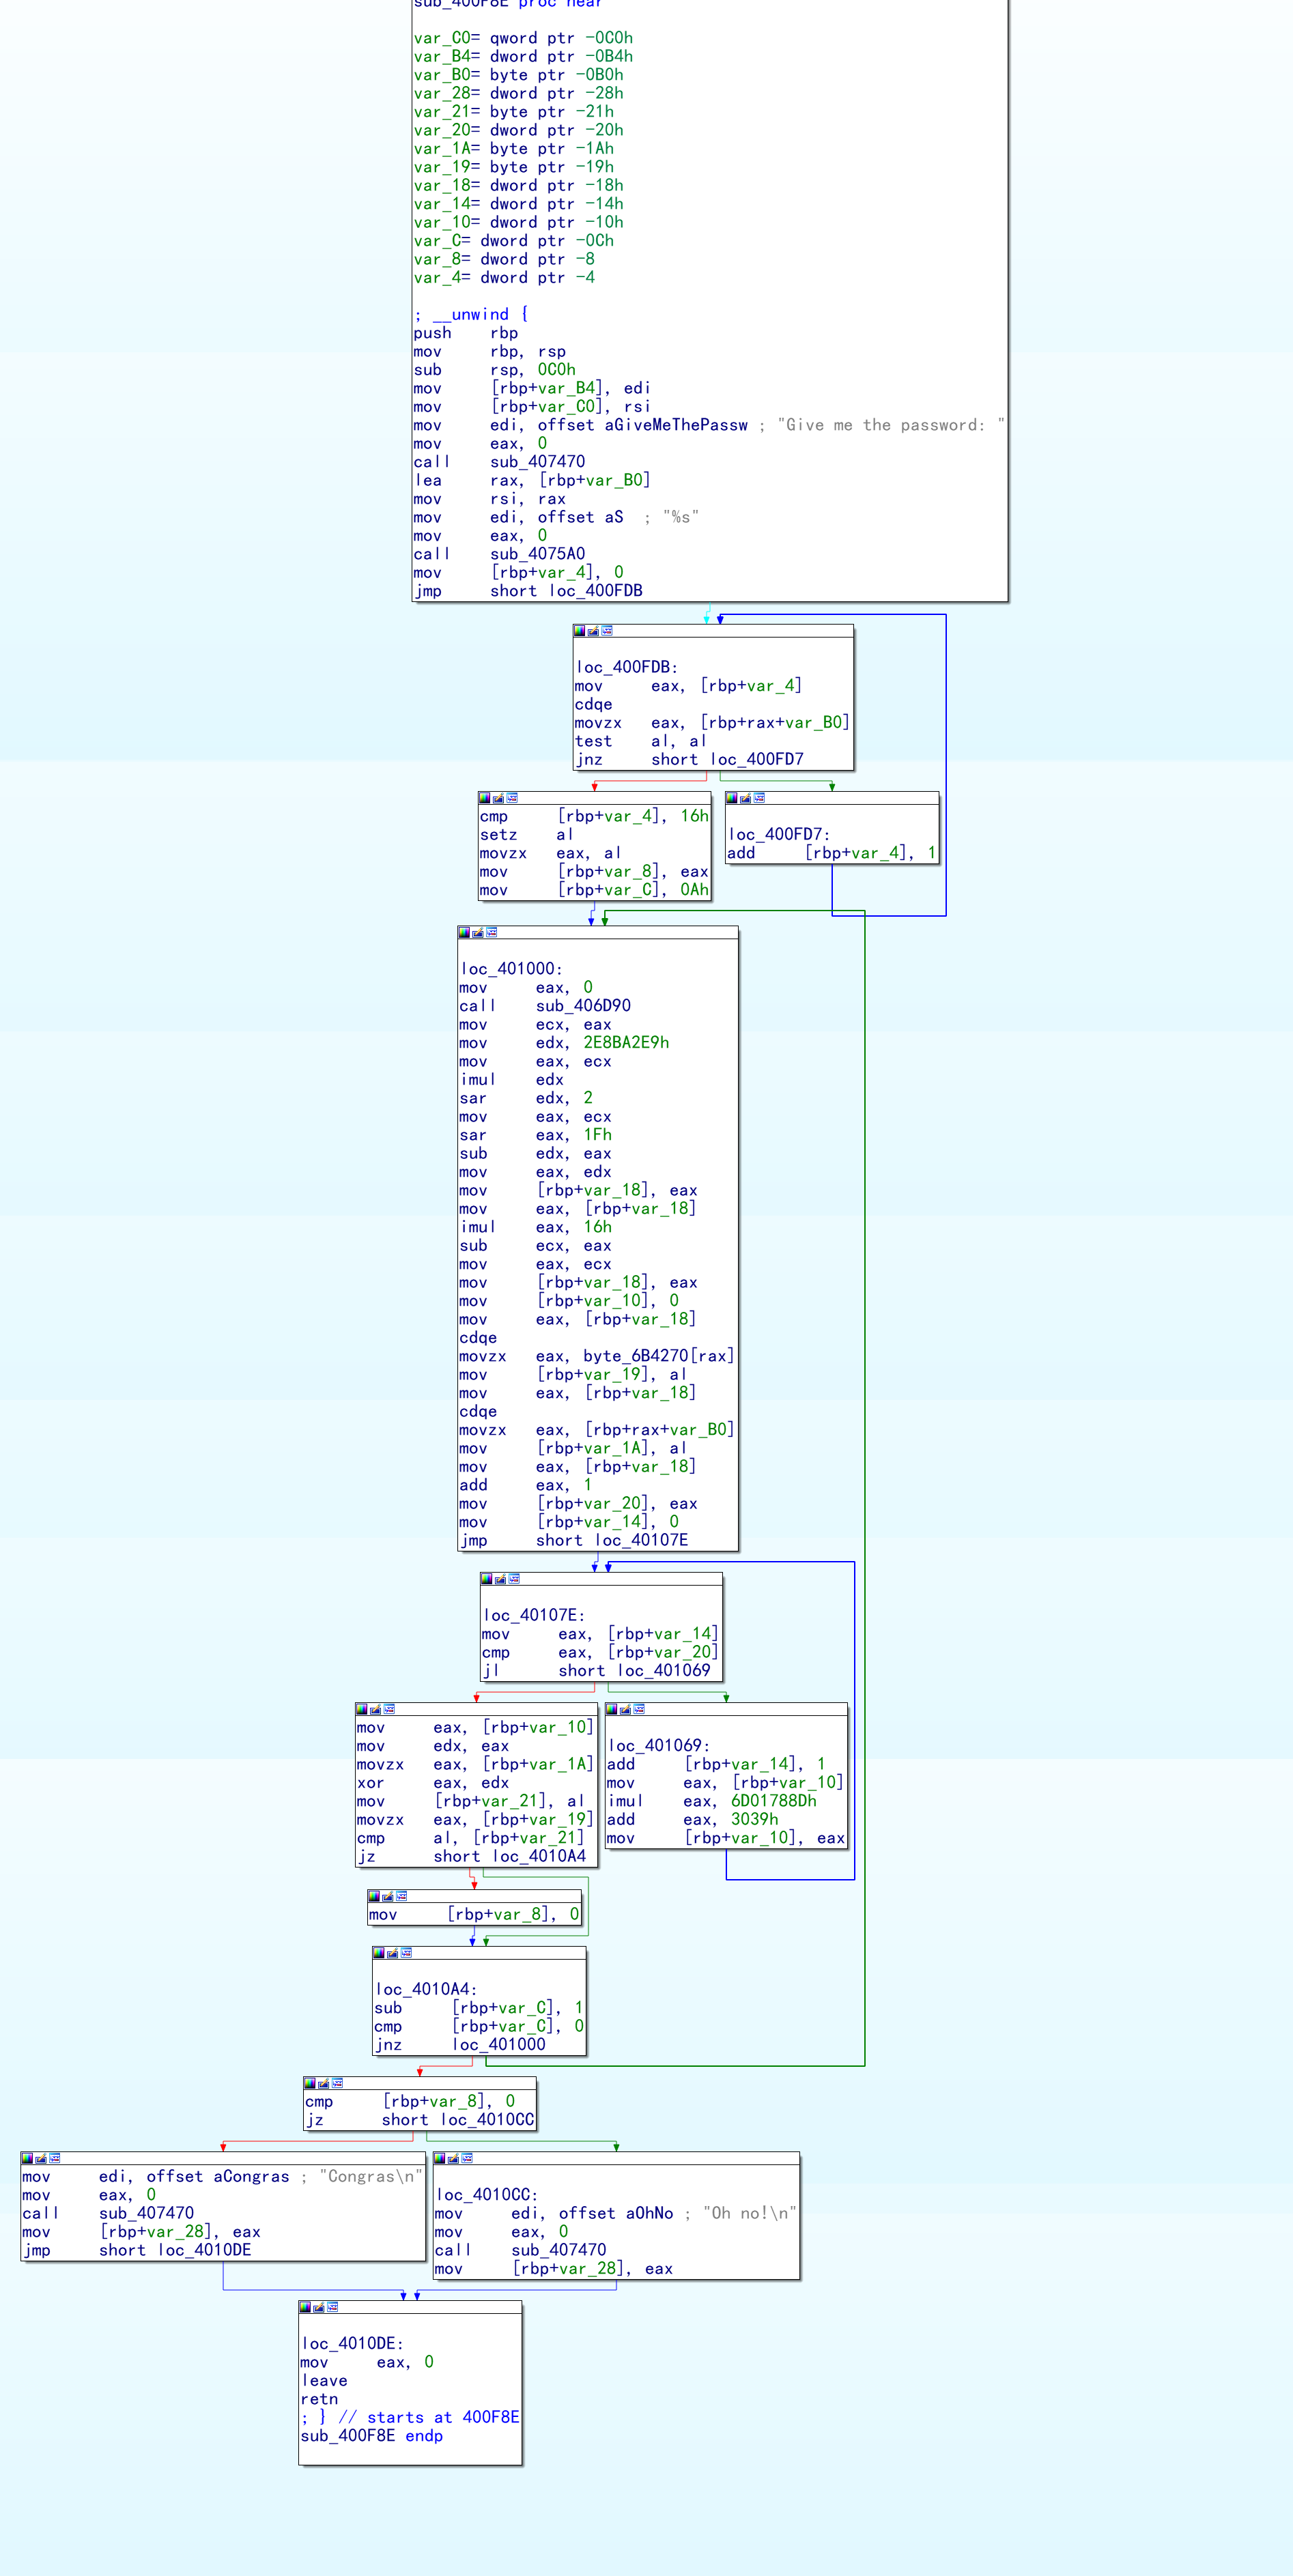 sub_400F8E proc near
var_C0= qword ptr -0C0h
var_B4= dword ptr -0B4h
var_B0= byte ptr -0B0h
var_28= dword ptr -28h
var_21= byte ptr -21h
var_20= dword ptr -20h
var_1A= byte ptr -1Ah
var_19= byte ptr -19h
var_18= dword ptr -18h
var_14= dword ptr -14h
var_10= dword ptr -10h
var_C= dword ptr -0Ch
var_8= dword ptr -8
var_4= dword ptr -4
; __unwind {
push rbp
mov rbp, rsp
sub rsp, 0C0h
mov [rbp+var_B4], edi
mov [rbp+var_C0], rsi
mov edi, offset aGiveMeThePassw ; "Give me the password: "
mov eax, 0
call sub_407470
lea rax, [rbp+var_B0]
mov rsi, rax
mov edi, offset aS ; "%s"
mov eax, 0
call sub_4075A0
mov [rbp+var_4], 0
jmp short loc_400FDB
loc_400FDB:
mov eax, [rbp+var_4]
cdqe
movzx eax, [rbp+rax+var_B0]
test al, al
jnz short loc_400FD7
cmp [rbp+var_4], 16h
setz al
movzx eax, al
mov [rbp+var_8], eax
mov [rbp+var_C], 0Ah
loc_400FD7:
add [rbp+var_4], 1
loc_401000:
mov eax, 0
call sub_406D90
mov ecx, eax
mov edx, 2E8BA2E9h
mov eax, ecx
imul edx
sar edx, 2
mov eax, ecx
sar eax, 1Fh
sub edx, eax
mov eax, edx
mov [rbp+var_18], eax
mov eax, [rbp+var_18]
imul eax, 16h
sub ecx, eax
mov eax, ecx
mov [rbp+var_18], eax
mov [rbp+var_10], 0
mov eax, [rbp+var_18]
cdqe
movzx eax, byte_6B4270[rax]
mov [rbp+var_19], al
mov eax, [rbp+var_18]
cdqe
movzx eax, [rbp+rax+var_B0]
mov [rbp+var_1A], al
mov eax, [rbp+var_18]
add eax, 1
mov [rbp+var_20], eax
mov [rbp+var_14], 0
jmp short loc_40107E
loc_40107E:
mov eax, [rbp+var_14]
cmp eax, [rbp+var_20]
jl short loc_401069
mov eax, [rbp+var_10]
mov edx, eax
movzx eax, [rbp+var_1A]
xor eax, edx
mov [rbp+var_21], al
movzx eax, [rbp+var_19]
cmp al, [rbp+var_21]
jz short loc_4010A4
loc_401069:
add [rbp+var_14], 1
mov eax, [rbp+var_10]
imul eax, 6D01788Dh
add eax, 3039h
mov [rbp+var_10], eax
mov [rbp+var_8], 0
loc_4010A4:
sub [rbp+var_C], 1
cmp [rbp+var_C], 0
jnz loc_401000
cmp [rbp+var_8], 0
jz short loc_4010CC
mov edi, offset aCongras ; "Congras\n"
mov eax, 0
call sub_407470
mov [rbp+var_28], eax
jmp short loc_4010DE
loc_4010CC:
mov edi, offset aOhNo ; "Oh no!\n"
mov eax, 0
call sub_407470
mov [rbp+var_28], eax
loc_4010DE:
mov eax, 0
leave
retn
; } // starts at 400F8E
sub_400F8E endp